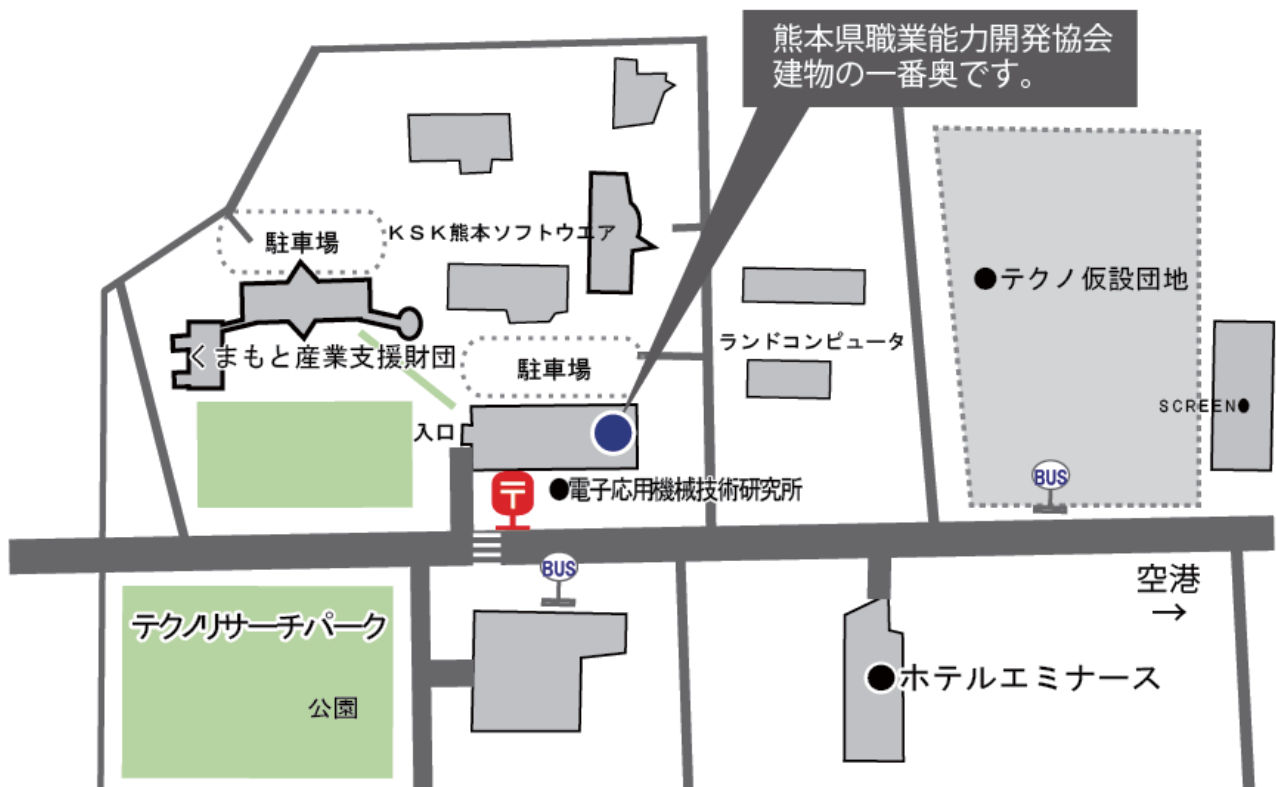 熊本県職業能力開発協会
建物の一番奥です。
駐車場
KSK熊本ソフトウエア
テクノ仮設団地
ランドコンピュータ
くまもと産業支援財団
駐車場
SCREEN
入口
BUS
電子応用機械技術研究所
BUS
空港
→
テクノリサーチパーク
ホテルエミナース
公園